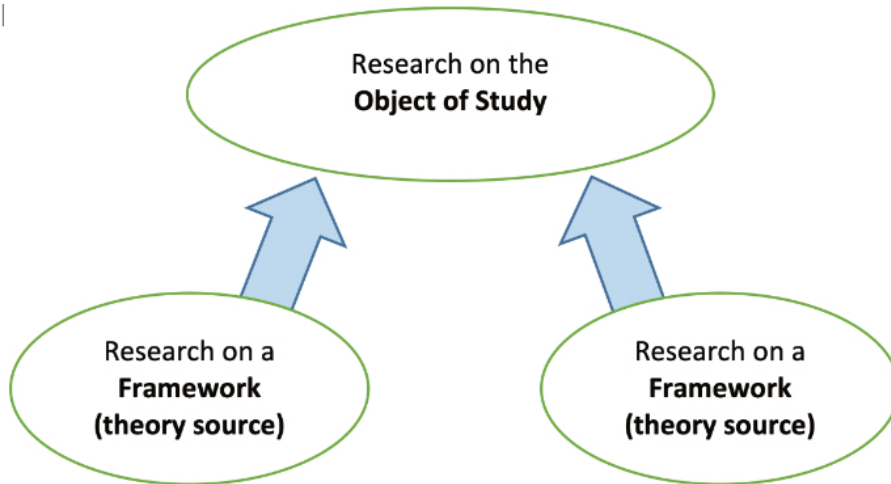 Research on the
Object of Study
Research on a
Framework
(theory source)
Research on a
Framework
(theory source)